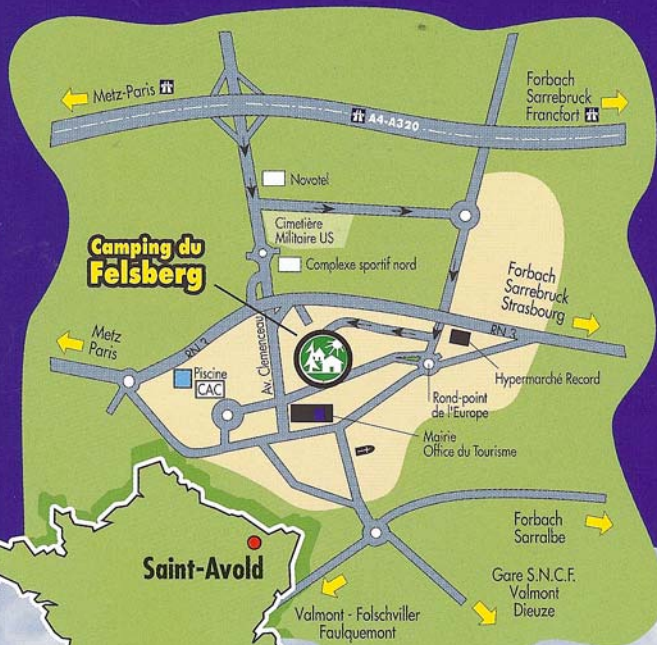 Metz-Paris
Forbach
Sarrebruck
Francfort
A4-A320
Novotel
Cimetière
Militaire US
Camping du
Felsberg
Complexe sportif nord
Forbach
Sarrebruck
Strasbourg
Metz
Paris
RN 3
Av. Clemenceau
RN 3
Piscine
CAC
Hypermarché Record
Rond-point
de l'Europe
Mairie
Office du Tourisme
Saint-Avold
Forbach
Sarralbe
Gare S.N.C.F.
Valmont
Dieuze
Valmont - Folschviller
Faulquemont